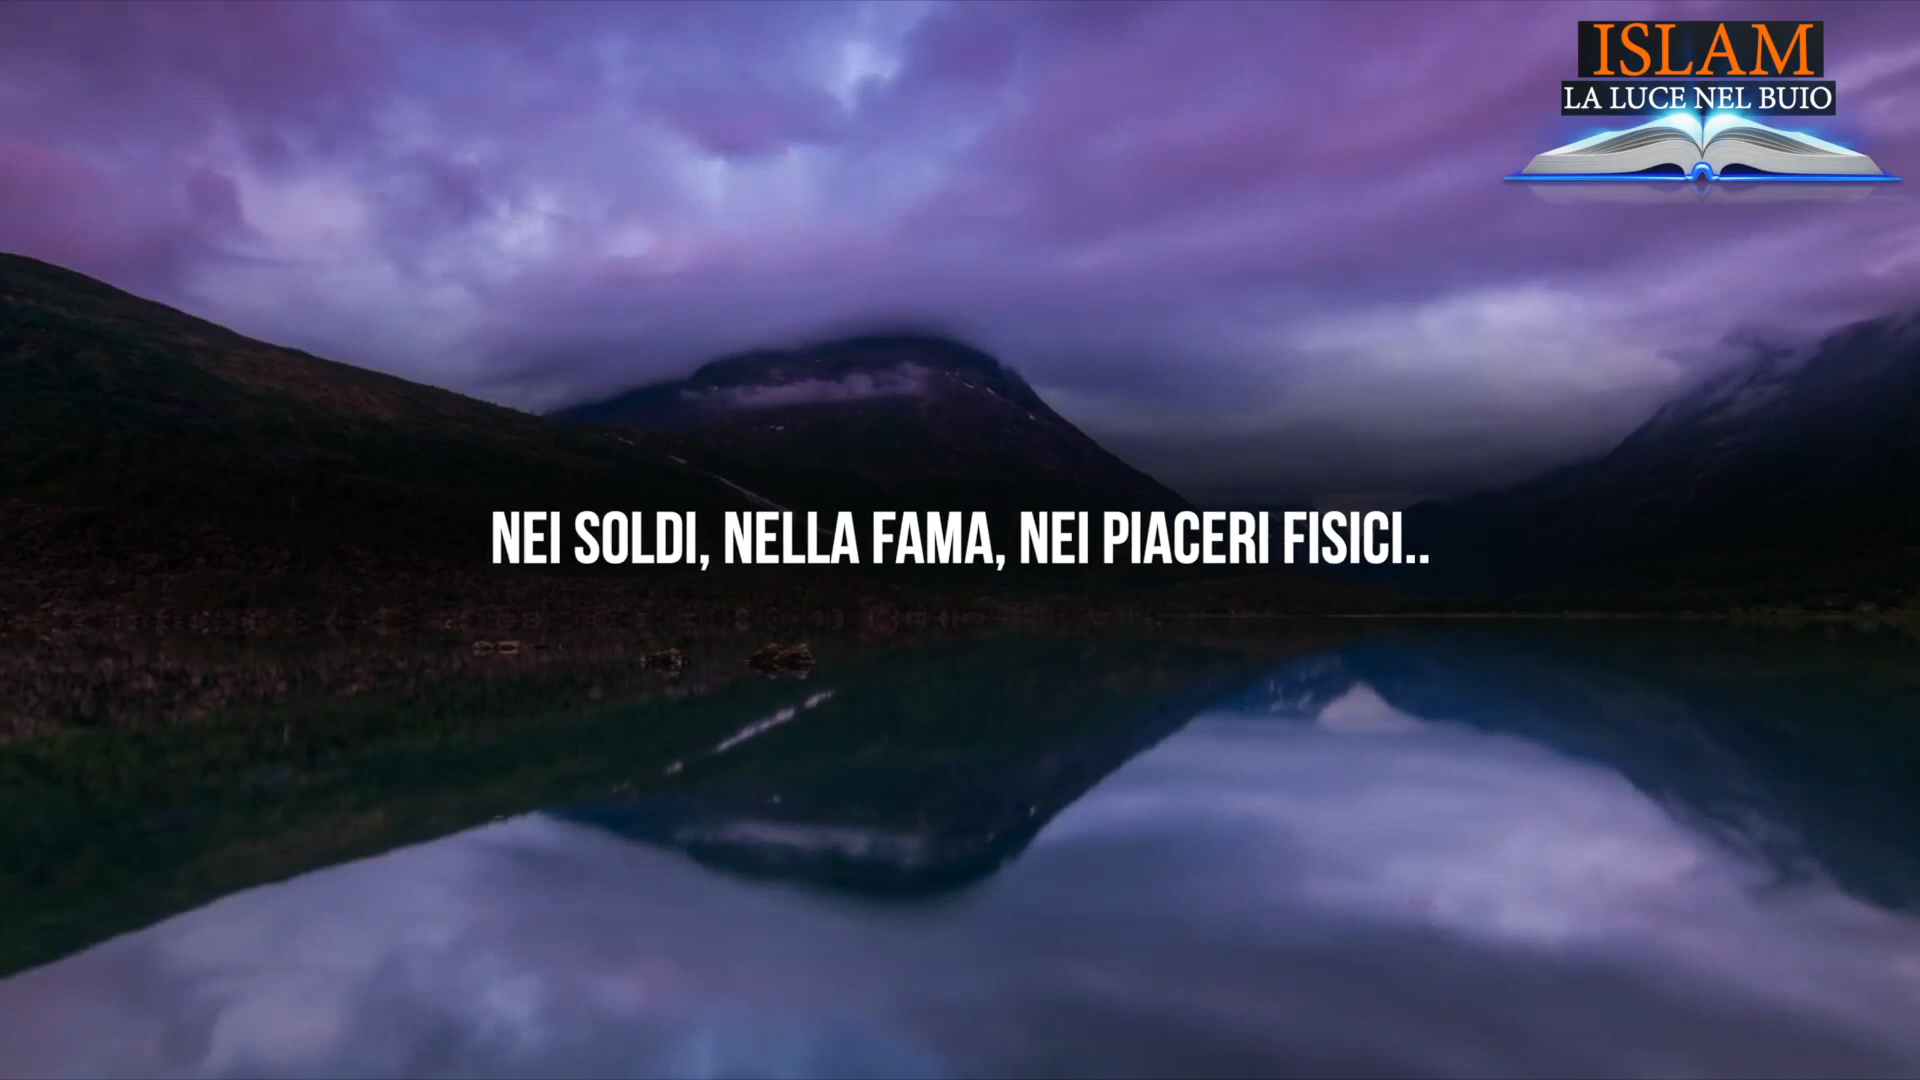 ISLAM
LA LUCE NEL BUIO
NEI SOLDI, NELLA FAMA, NEI PIACERI FISICI..